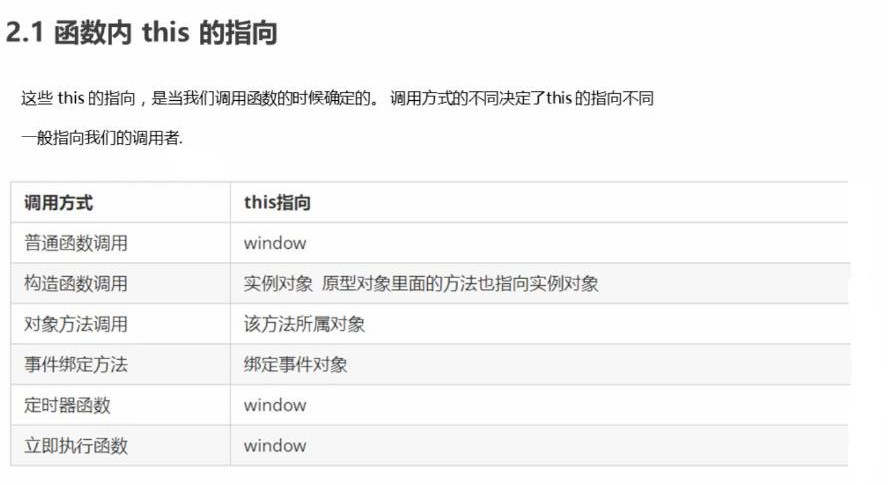 2.1 函数内 this 的指向
这些 this 的指向，是当我们调用函数的时候确定的。 调用方式的不同决定了this 的指向不同
一般指向我们的调用者.
调用方式 this指向
普通函数调用 window
构造函数调用 实例对象 原型对象里面的方法也指向实例对象
对象方法调用 该方法所属对象
事件绑定方法 绑定事件对象
定时器函数 window
立即执行函数 window